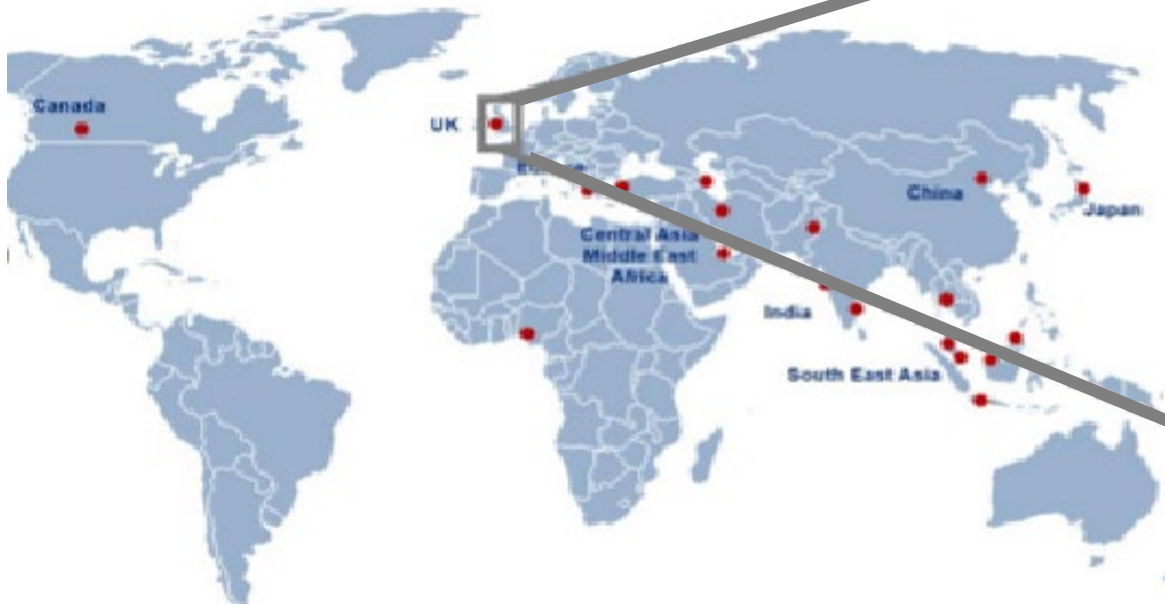 Canada
UK
China
Japan
Central Asia
Middle East
Africa
India
South East Asia